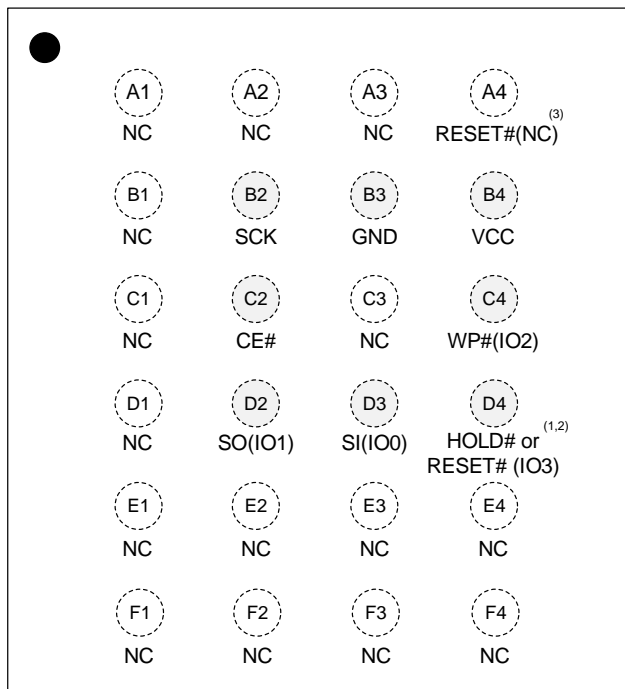 A1 A2 A3 A4
NC NC NC RESET#(NC) (3)
B1 B2 B3 B4
NC SCK GND VCC
C1 C2 C3 C4
NC CE# NC WP#(IO2)
D1 D2 D3 D4
NC SO(IO1) SI(IO0) HOLD# or (1,2)
RESET# (IO3)
E1 E2 E3 E4
NC NC NC NC
F1 F2 F3 F4
NC NC NC NC